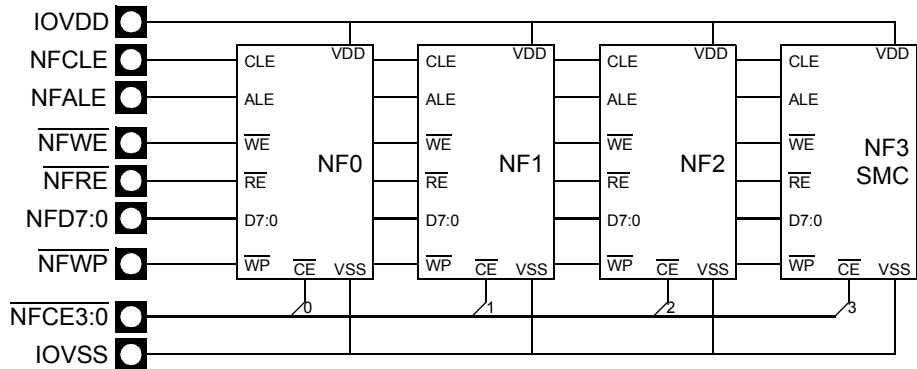 IOVDD
NFCLE
NFALE
NFWE
NFRE
NFD7:0
NFWP
NFCE3:0
IOVSS
VDD
CLE
ALE
WE
RE
D7:0
WP
CE
VSS
NF0
0
VDD
CLE
ALE
WE
RE
D7:0
WP
CE
VSS
NF1
1
VDD
CLE
ALE
WE
RE
D7:0
WP
CE
VSS
NF2
2
VDD
CLE
ALE
WE
RE
D7:0
WP
CE
VSS
NF3
SMC
3